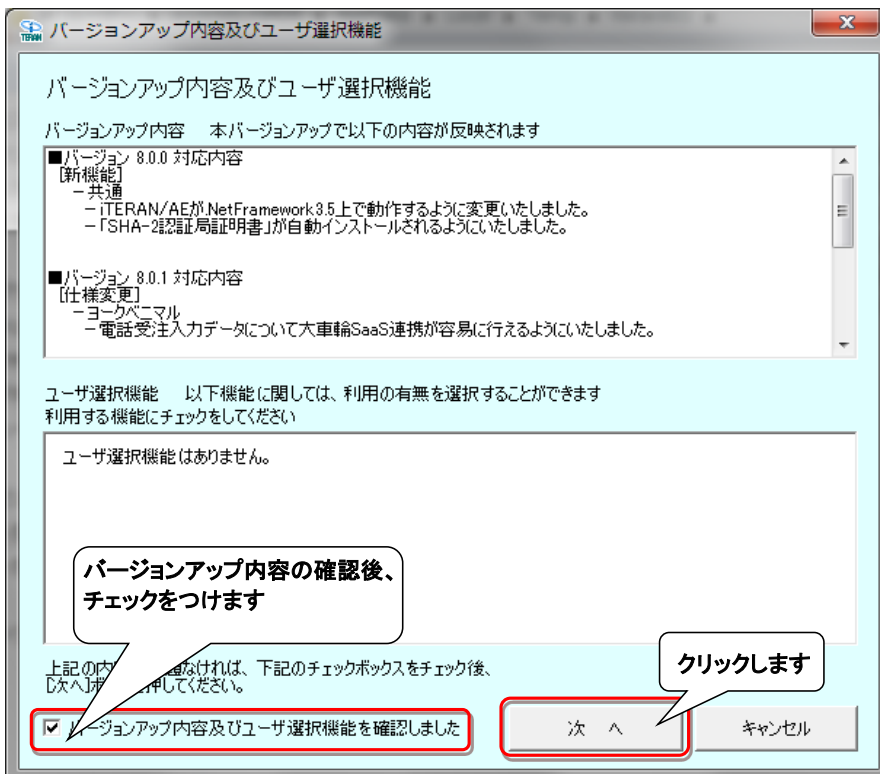 バージョンアップ内容及びユーザ選択機能
バージョンアップ内容及びユーザ選択機能
バージョンアップ内容 本バージョンアップで以下の内容が反映されます
■バージョン 8.0.0 対応内容
[新機能]
－共通
－iTERAN/AEが.NetFramework3.5上で動作するように変更いたしました。
－「SHA-2認証局証明書」が自動インストールされるようにいたしました。
■バージョン 8.0.1 対応内容
[仕様変更]
－ヨークベニマル
－電話受注入力データについて大車輪SaaS連携が容易に行えるようにいたしました。
ユーザ選択機能 以下機能に関しては、利用の有無を選択することができます
利用する機能にチェックをしてください
ユーザ選択機能はありません。
バージョンアップ内容の確認後、
チェックをつけます
上記の内 なければ、下記のチェックボックスをチェック後、
[次へ]ボ 押してください。
クリックします
バージョンアップ内容及びユーザ選択機能を確認しました
次 へ
キャンセル